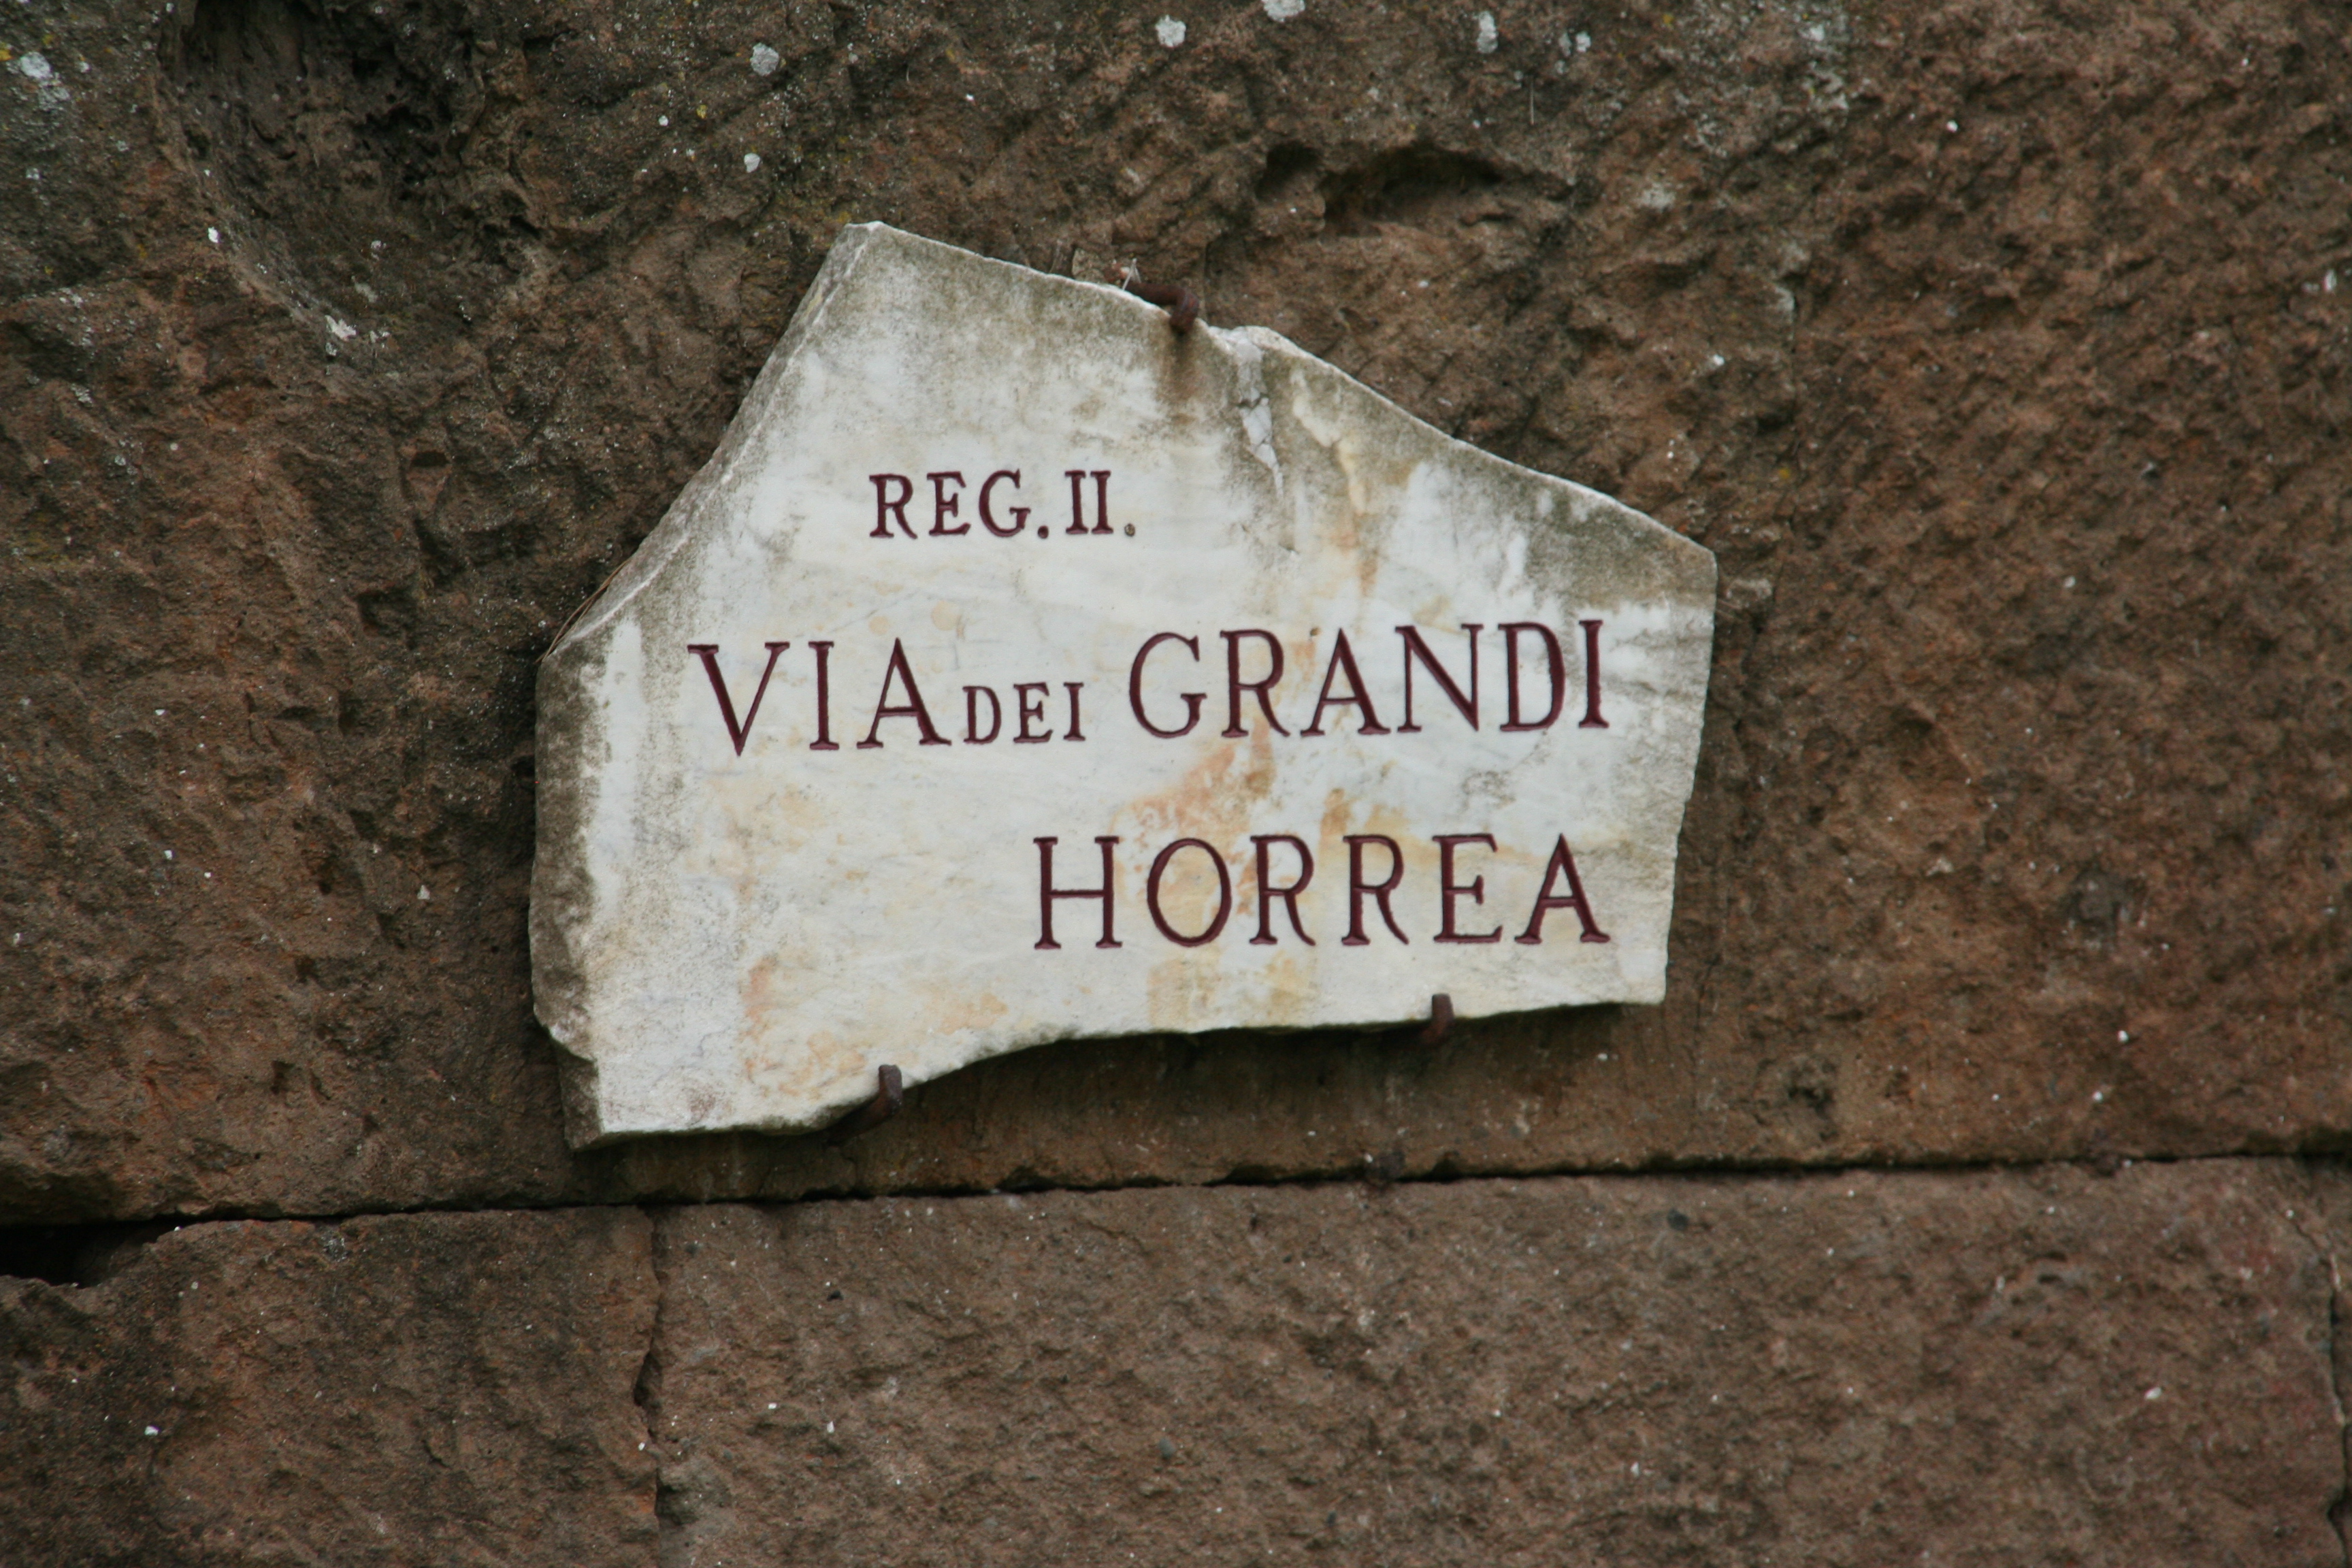 REG. II.
VIA DEI GRANDI
HORREA